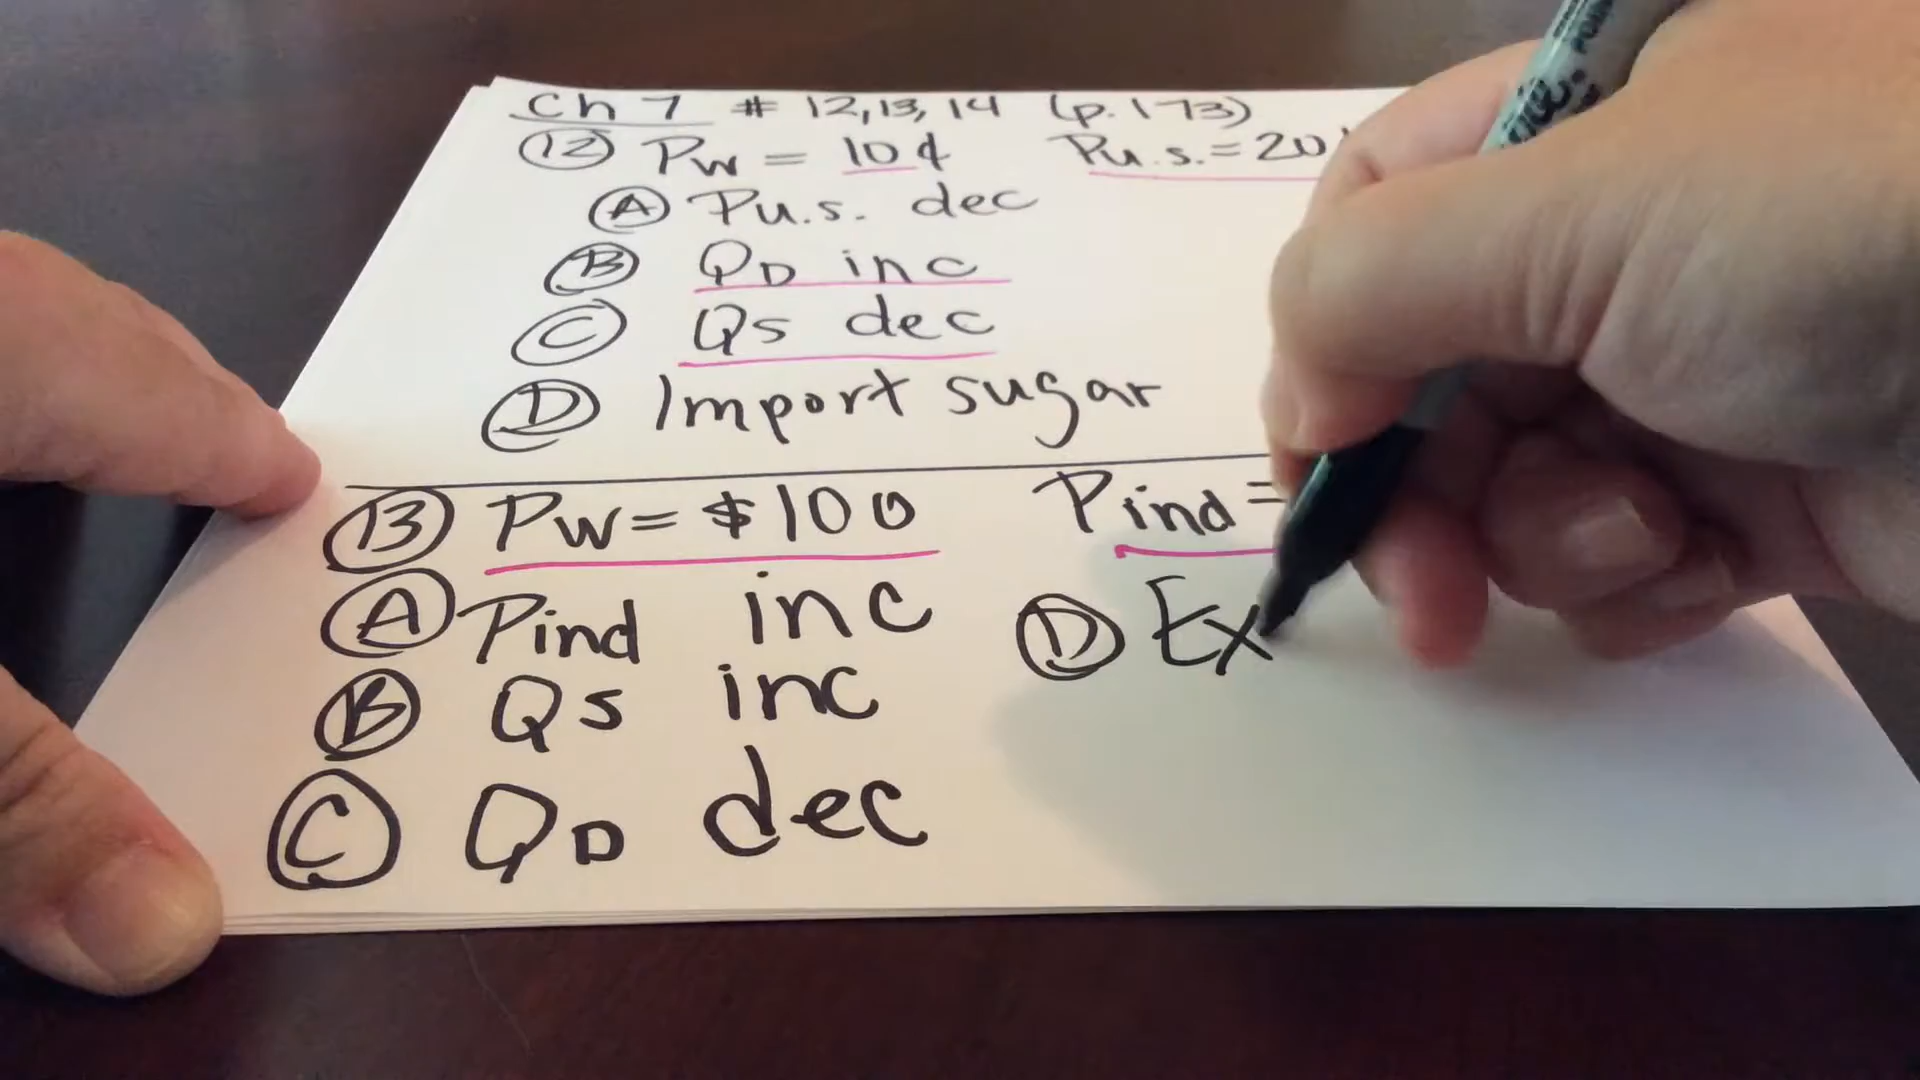 Ch 7 # 12, 13, 14 (p. 173)
12 Pw = 10¢ Pu.s. = 20
A Pu.s. dec
B QD inc
C Qs dec
D Import sugar
13 Pw = $100 Pind =
A Pind inc
B Qs inc
C QD dec
D Ex